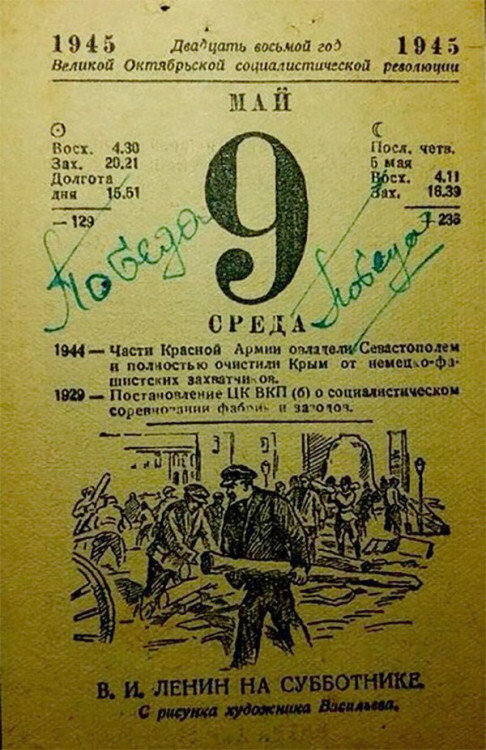 1945 Двадцать восьмой год 1945
Великой Октябрьской социалистической революции
МАЙ
9
Восх. 4.30
Зах. 20.21
Долгота
дня 15.51
— 129
Посл. четв.
5 мая
Восх. 4.11
Зах. 16.39
236
Победа
Победа
СРЕДА
1944 — Части Красной Армии овладели Севастополем
и полностью очистили Крым от немецко-фа-
шистских захватчиков.
1929 — Постановление ЦК ВКП (б) о социалистическом
соревновании фабрик и заводов.
В. И. ЛЕНИН НА СУББОТНИКЕ.
С рисунка художника Васильева.